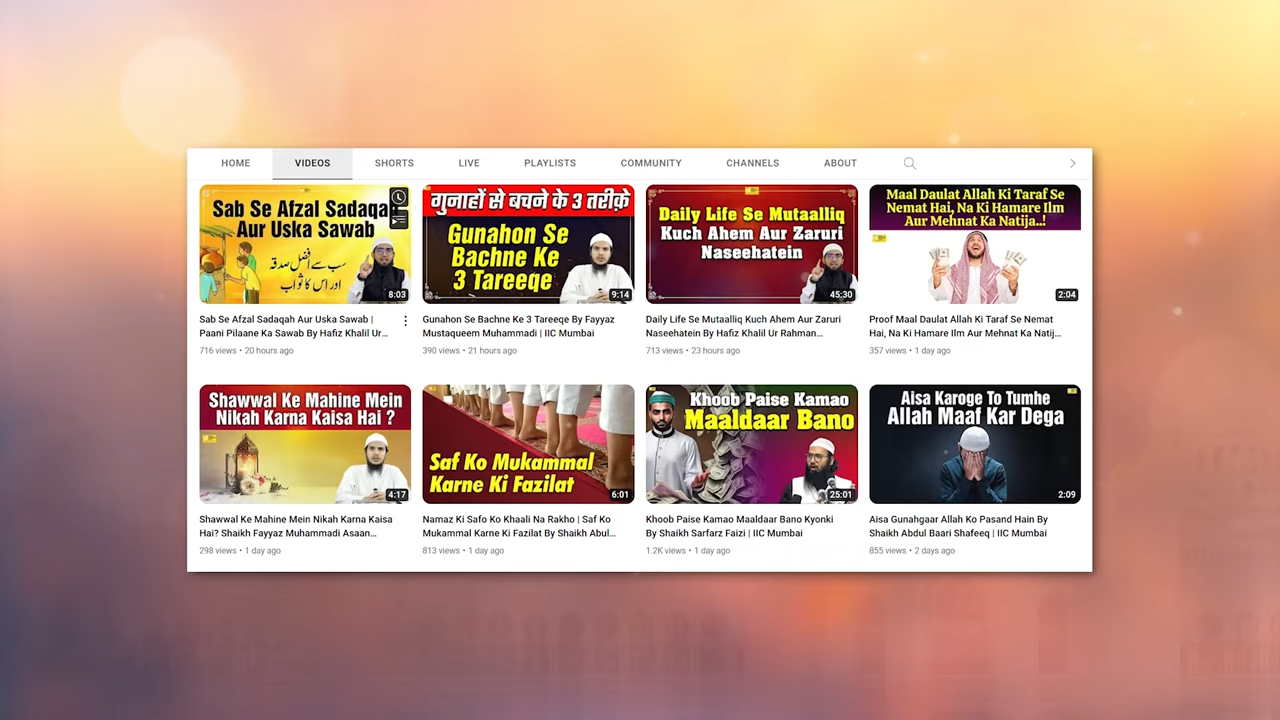 HOME VIDEOS SHORTS LIVE PLAYLISTS COMMUNITY CHANNELS ABOUT
Sab Se Afzal Sadaqa
Aur Uska Sawab
سب سے افضل صدقہ
اور اس کا ثواب
8:03
गुनाहों से बचने के 3 तरीक़े
Gunahon Se
Bachne Ke
3 Tareeqe
9:14
Daily Life Se Mutaalliq
Kuch Ahem Aur Zaruri
Naseehatein
45:30
Maal Daulat Allah Ki Taraf Se
Nemat Hai, Na Ki Hamare Ilm
Aur Mehnat Ka Natija..!
2:04
Sab Se Afzal Sadaqah Aur Uska Sawab |
Paani Pilaane Ka Sawab By Hafiz Khalil Ur...
716 views • 20 hours ago
Gunahon Se Bachne Ke 3 Tareeqe By Fayyaz
Mustaqueem Muhammadi | IIC Mumbai
390 views • 21 hours ago
Daily Life Se Mutaalliq Kuch Ahem Aur Zaruri
Naseehatein By Hafiz Khalil Ur Rahman...
713 views • 23 hours ago
Proof Maal Daulat Allah Ki Taraf Se Nemat
Hai, Na Ki Hamare Ilm Aur Mehnat Ka Natij...
357 views • 1 day ago
Shawwal Ke Mahine Mein
Nikah Karna Kaisa Hai ?
4:17
Saf Ko Mukammal
Karne Ki Fazilat
6:01
Khoob Paise Kamao
Maaldaar Bano
25:01
Aisa Karoge To Tumhe
Allah Maaf Kar Dega
2:09
Shawwal Ke Mahine Mein Nikah Karna Kaisa
Hai? Shaikh Fayyaz Muhammadi Asaan...
298 views • 1 day ago
Namaz Ki Safo Ko Khaali Na Rakho | Saf Ko
Mukammal Karne Ki Fazilat By Shaikh Abul...
813 views • 1 day ago
Khoob Paise Kamao Maaldaar Bano Kyonki
By Shaikh Sarfarz Faizi | IIC Mumbai
1.2K views • 1 day ago
Aisa Gunahgaar Allah Ko Pasand Hain By
Shaikh Abdul Baari Shafeeq | IIC Mumbai
855 views • 2 days ago